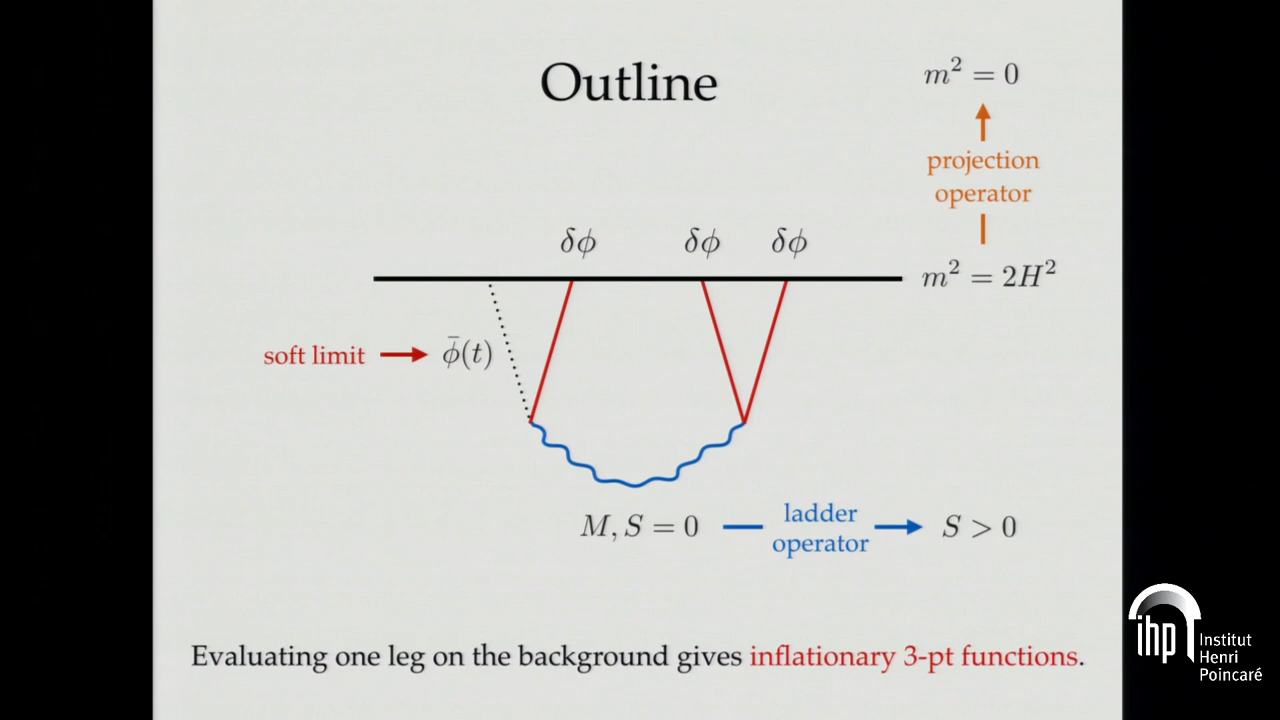 Outline
m² = 0
projection
operator
δϕ δϕ δϕ
m² = 2H²
soft limit ϕ̄(t)
M, S = 0
ladder
operator
S > 0
Evaluating one leg on the background gives inflationary 3-pt functions.
ihp
Institut
Henri
Poincaré